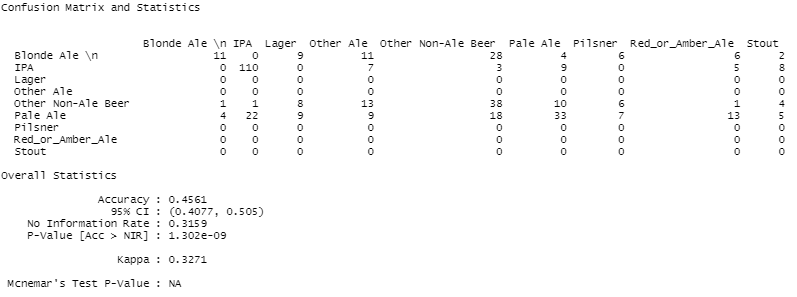 Confusion Matrix and Statistics
Blonde Ale \n IPA Lager Other Ale Other Non-Ale Beer Pale Ale Pilsner Red_or_Amber_Ale Stout
Blonde Ale \n 11 0 9 11 28 4 6 6 2
IPA 0 110 0 7 3 9 0 5 8
Lager 0 0 0 0 0 0 0 0 0
Other Ale 0 0 0 0 0 0 0 0 0
Other Non-Ale Beer 1 1 8 13 38 10 6 1 4
Pale Ale 4 22 9 9 18 33 7 13 5
Pilsner 0 0 0 0 0 0 0 0 0
Red_or_Amber_Ale 0 0 0 0 0 0 0 0 0
Stout 0 0 0 0 0 0 0 0 0
Overall Statistics
Accuracy : 0.4561
95% CI : (0.4077, 0.505)
No Information Rate : 0.3159
P-Value [Acc > NIR] : 1.302e-09
Kappa : 0.3271
Mcnemar's Test P-Value : NA